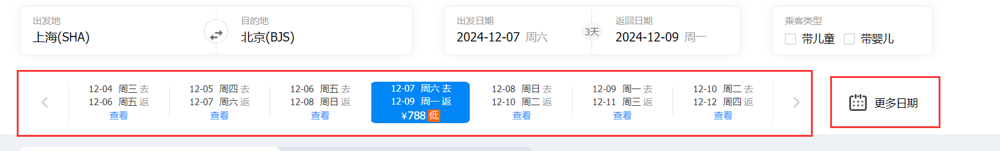 出发地
上海(SHA)
目的地
北京(BJS)
出发日期
2024-12-07 周六
3天
返回日期
2024-12-09 周一
乘客类型
带儿童 带婴儿
12-04 周三 去
12-06 周五 返
查看
12-05 周四 去
12-07 周六 返
查看
12-06 周五 去
12-08 周日 返
查看
12-07 周六 去
12-09 周一 返
¥788 低
12-08 周日 去
12-10 周二 返
查看
12-09 周一 去
12-11 周三 返
查看
12-10 周二 去
12-12 周四 返
查看
更多日期